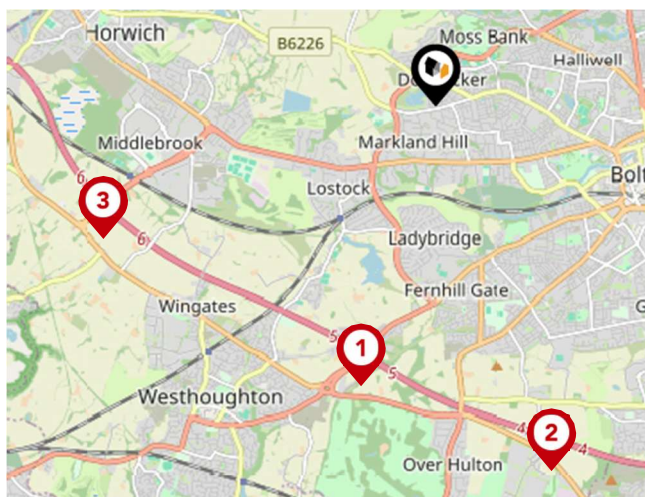 Horwich
B6226
Moss Bank
Halliwell
Middlebrook
Markland Hill
Lostock
Bolt
6
3
6
Ladybridge
Wingates
Fernhill Gate
5
1
5
Westhoughton
4
2
4
Over Hulton